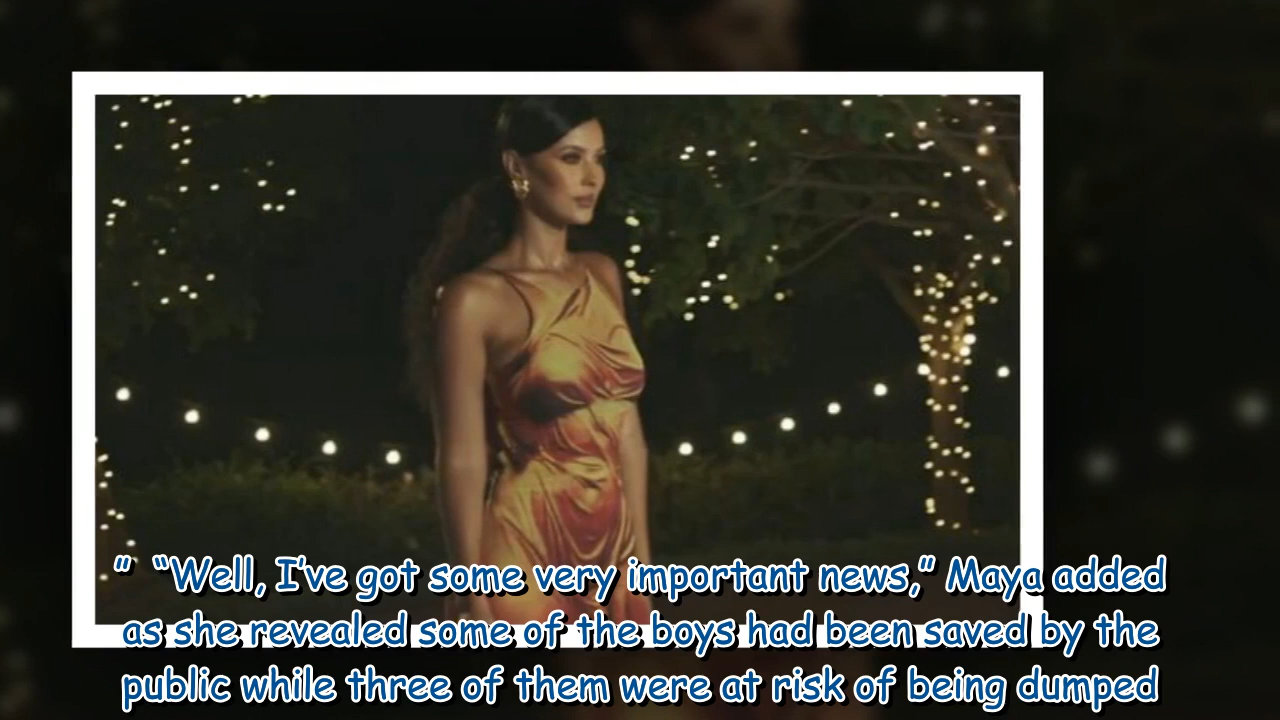 ” “Well, I’ve got some very important news,” Maya added
as she revealed some of the boys had been saved by the
public while three of them were at risk of being dumped